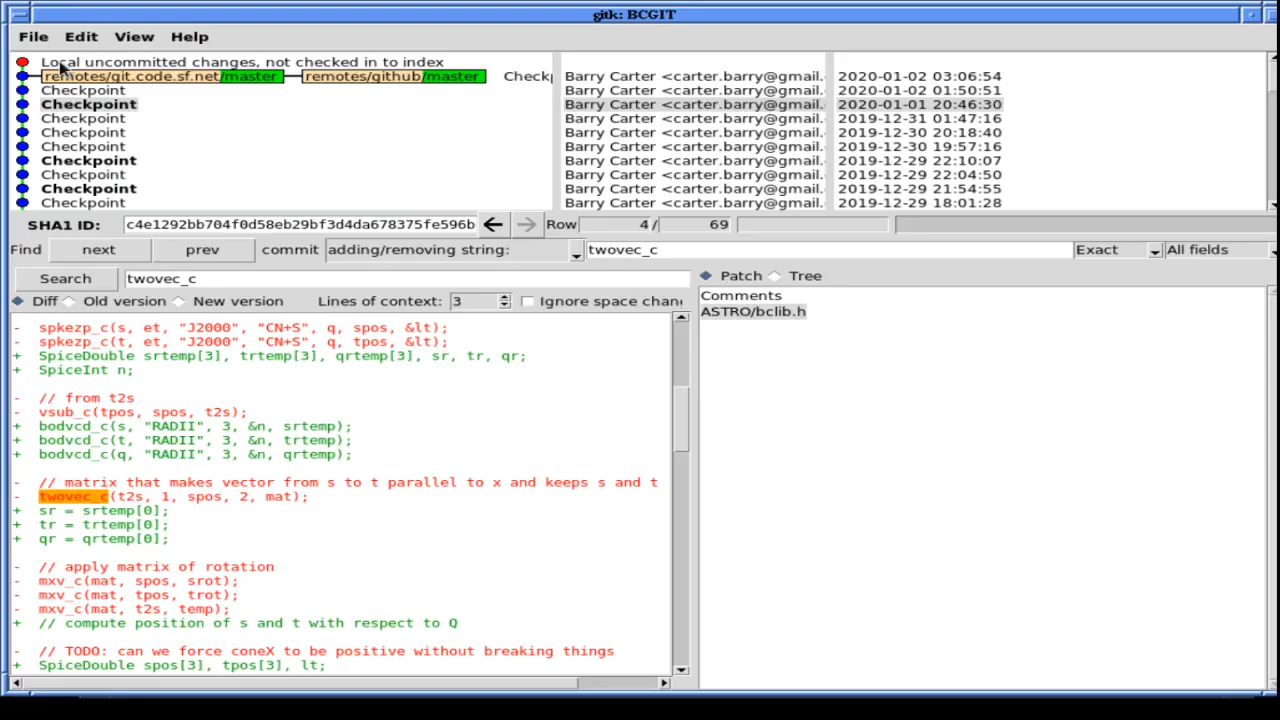 gitk: BCGIT
File Edit View Help
Local uncommitted changes, not checked in to index
remotes/git.code.sf.net/master remotes/github/master Check Barry Carter <carter.barry@gmail. 2020-01-02 03:06:54
Checkpoint Barry Carter <carter.barry@gmail. 2020-01-02 01:50:51
Checkpoint Barry Carter <carter.barry@gmail. 2020-01-01 20:46:30
Checkpoint Barry Carter <carter.barry@gmail. 2019-12-31 01:47:16
Checkpoint Barry Carter <carter.barry@gmail. 2019-12-30 20:18:40
Checkpoint Barry Carter <carter.barry@gmail. 2019-12-30 19:57:16
Checkpoint Barry Carter <carter.barry@gmail. 2019-12-29 22:10:07
Checkpoint Barry Carter <carter.barry@gmail. 2019-12-29 22:04:50
Checkpoint Barry Carter <carter.barry@gmail. 2019-12-29 21:54:55
Checkpoint Barry Carter <carter.barry@gmail. 2019-12-29 18:01:28
SHA1 ID: c4e1292bb704f0d58eb29bf3d4da678375fe596b Row 4 / 69
Find next prev commit adding/removing string: twovec_c Exact All fields
Search twovec_c
Diff Old version New version Lines of context: 3 Ignore space chan
- spkezp_c(s, et, "J2000", "CN+S", q, spos, &lt);
- spkezp_c(t, et, "J2000", "CN+S", q, tpos, &lt);
+ SpiceDouble srtemp[3], trtemp[3], qrtemp[3], sr, tr, qr;
+ SpiceInt n;
- // from t2s
- vsub_c(tpos, spos, t2s);
+ bodvcd_c(s, "RADII", 3, &n, srtemp);
+ bodvcd_c(t, "RADII", 3, &n, trtemp);
+ bodvcd_c(q, "RADII", 3, &n, qrtemp);
- // matrix that makes vector from s to t parallel to x and keeps s and t
- twovec_c(t2s, 1, spos, 2, mat);
+ sr = srtemp[0];
+ tr = trtemp[0];
+ qr = qrtemp[0];
- // apply matrix of rotation
- mxv_c(mat, spos, srot);
- mxv_c(mat, tpos, trot);
- mxv_c(mat, t2s, temp);
+ // compute position of s and t with respect to Q
- // TODO: can we force coneX to be positive without breaking things
+ SpiceDouble spos[3], tpos[3], lt;
Patch Tree
Comments
ASTRO/bclib.h